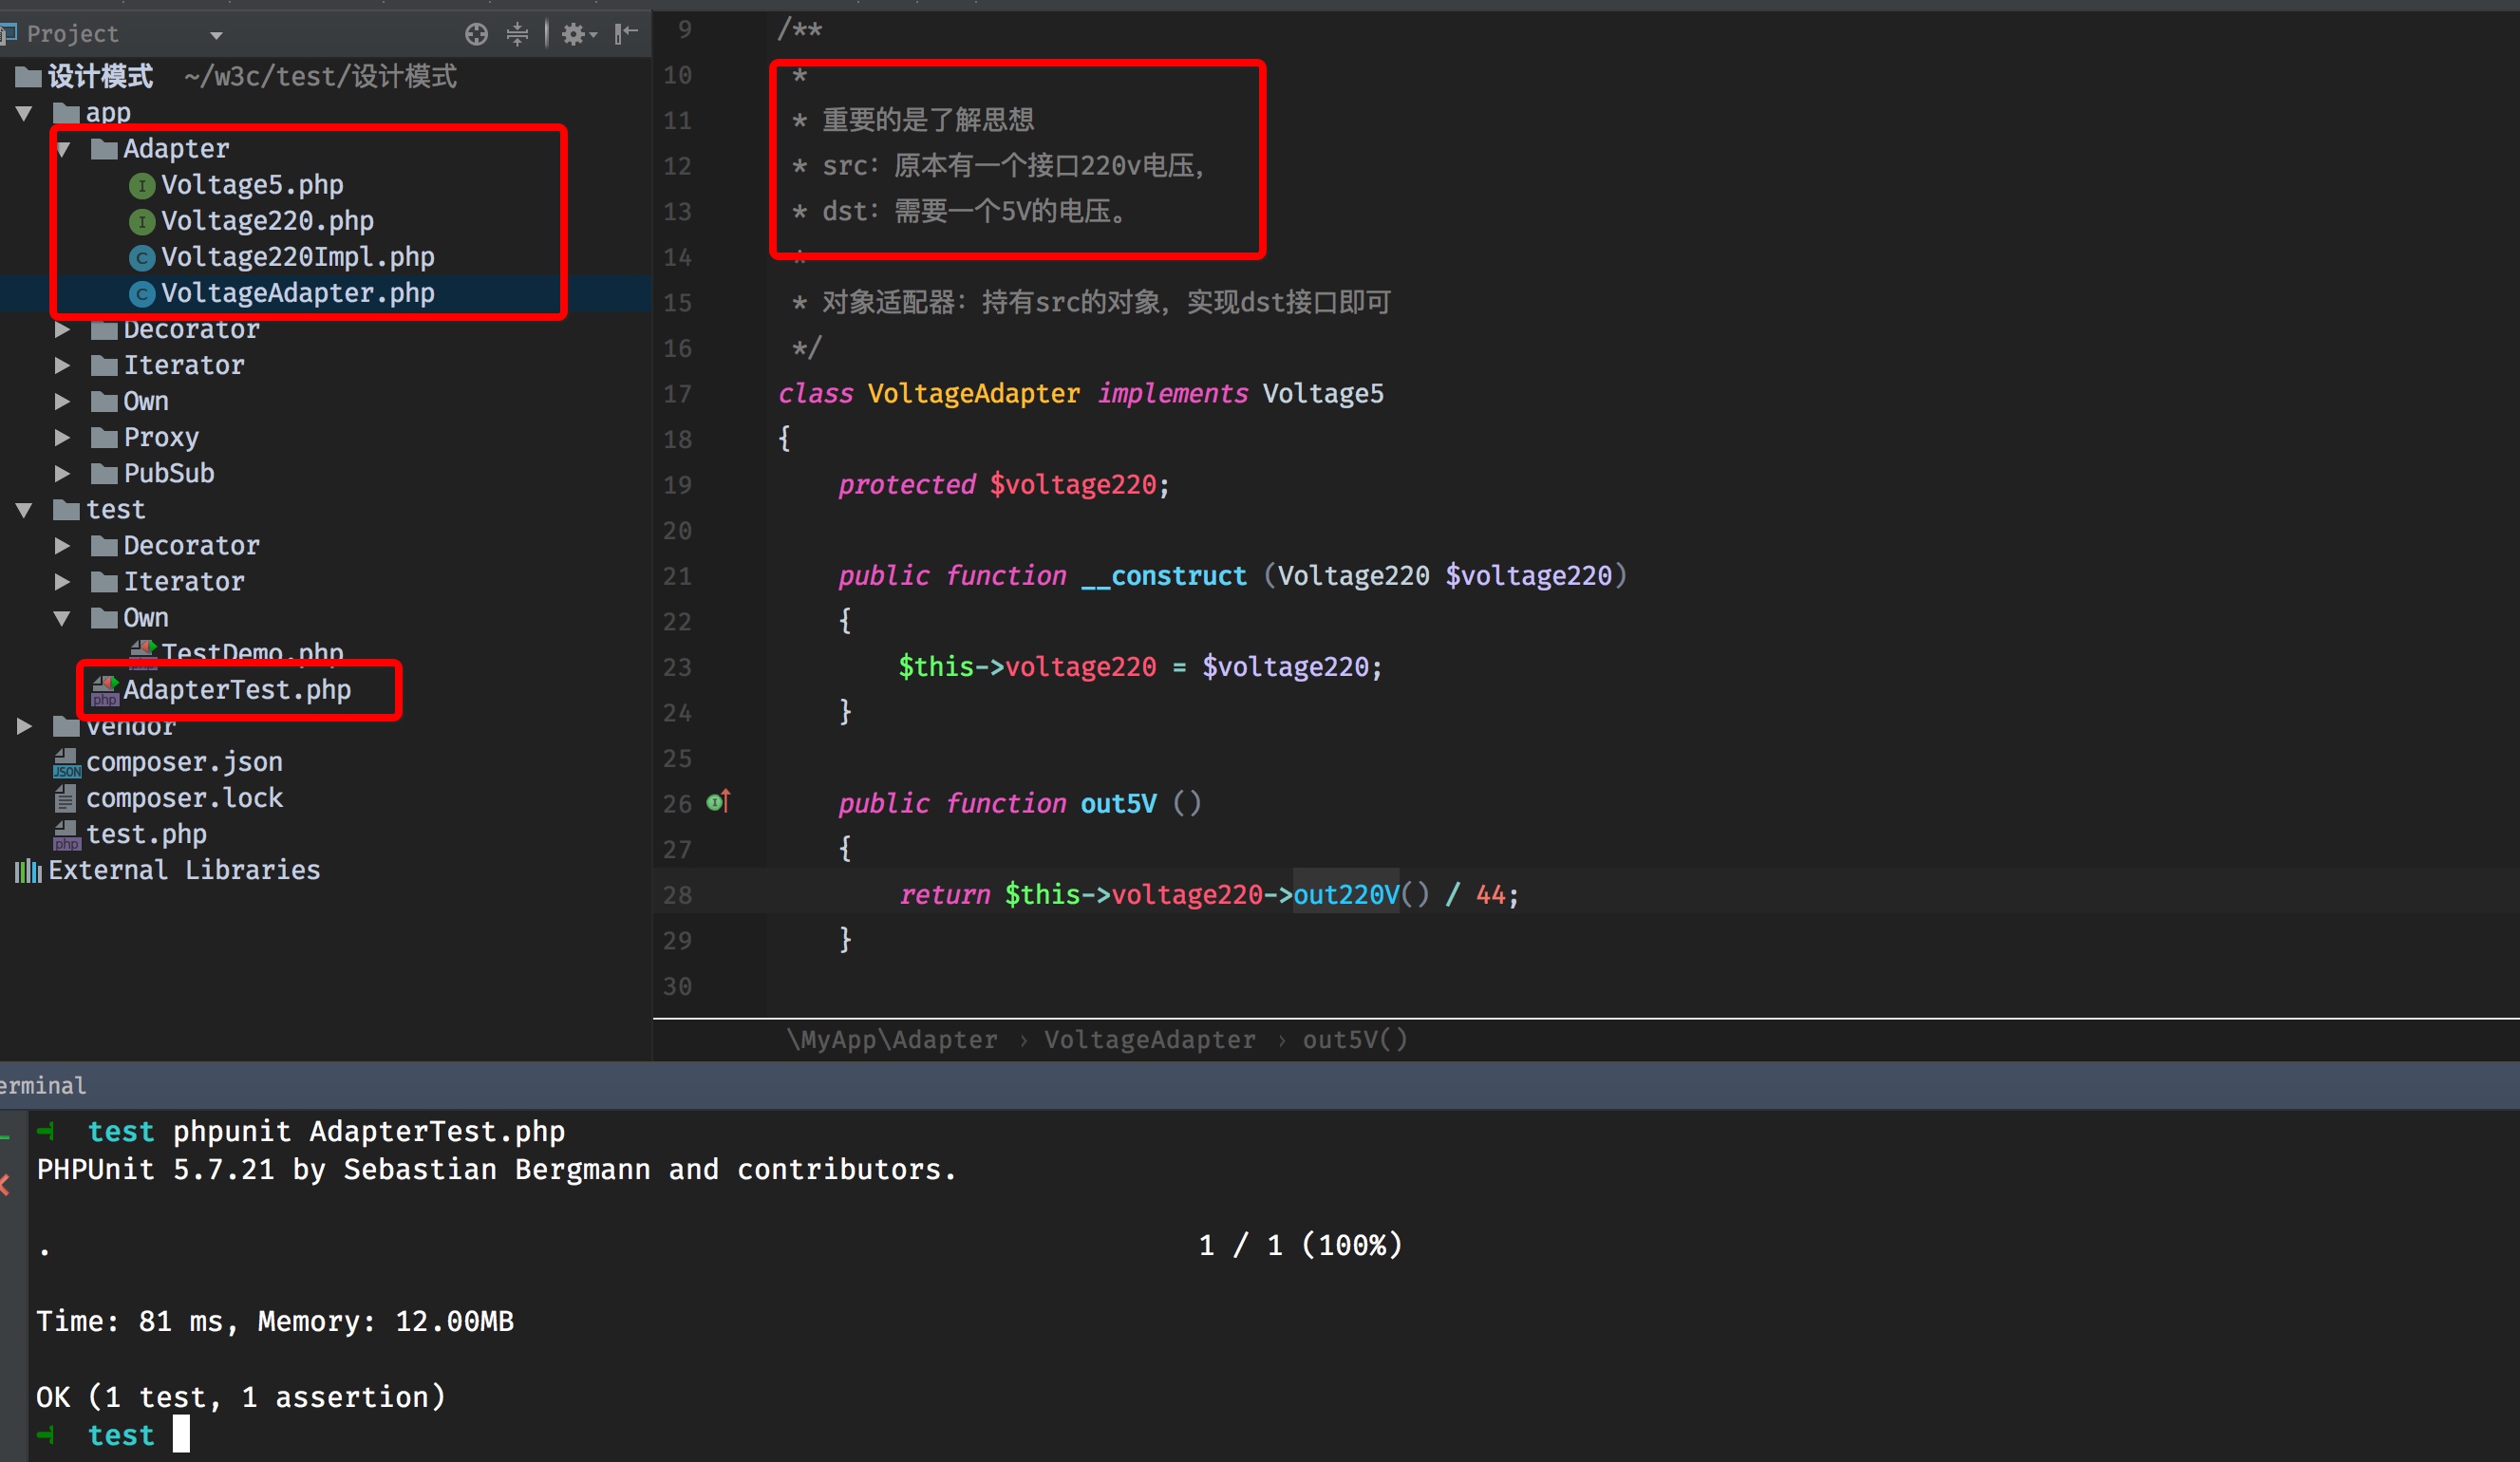 Project
设计模式 ~/w3c/test/设计模式
app
Adapter
Voltage5.php
Voltage220.php
Voltage220Impl.php
VoltageAdapter.php
Decorator
Iterator
Own
Proxy
PubSub
test
Decorator
Iterator
Own
TestDemo.php
AdapterTest.php
vendor
composer.json
composer.lock
test.php
External Libraries
9 /**
10 *
11 * 重要的是了解思想
12 * src：原本有一个接口220v电压，
13 * dst：需要一个5V的电压。
14 *
15 * 对象适配器：持有src的对象，实现dst接口即可
16 */
17 class VoltageAdapter implements Voltage5
18 {
19 protected $voltage220;
20
21 public function __construct (Voltage220 $voltage220)
22 {
23 $this->voltage220 = $voltage220;
24 }
25
26 public function out5V ()
27 {
28 return $this->voltage220->out220V() / 44;
29 }
30
\MyApp\Adapter › VoltageAdapter › out5V()
erminal
test phpunit AdapterTest.php
PHPUnit 5.7.21 by Sebastian Bergmann and contributors.
. 1 / 1 (100%)
Time: 81 ms, Memory: 12.00MB
OK (1 test, 1 assertion)
test